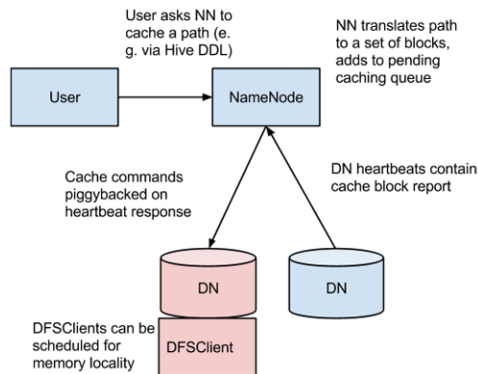 User asks NN to
cache a path (e.
g. via Hive DDL)
NN translates path
to a set of blocks,
adds to pending
caching queue
User
NameNode
Cache commands
piggybacked on
heartbeat response
DN heartbeats contain
cache block report
DN
DN
DFSClients can be
scheduled for
memory locality
DFSClient